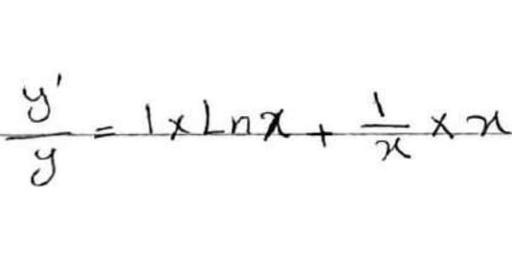 y'/y = 1 × Ln x + 1/x × x